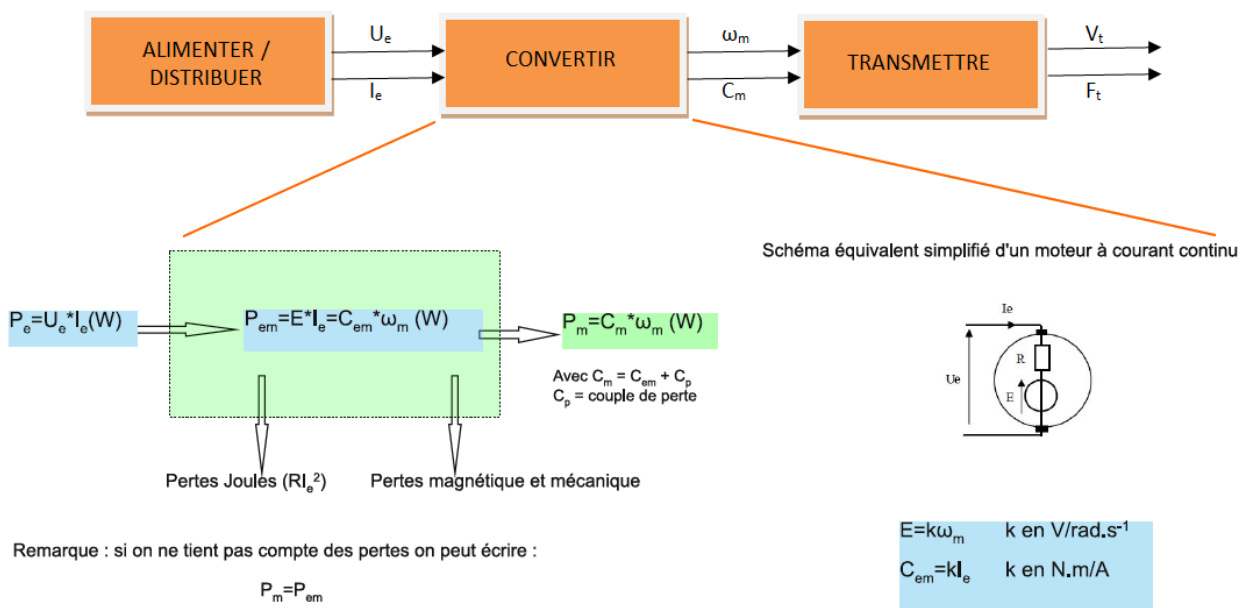 ALIMENTER /
DISTRIBUER
Uₑ
Iₑ
CONVERTIR
ωₘ
Cₘ
TRANSMETTRE
Vₜ
Fₜ
Schéma équivalent simplifié d'un moteur à courant continu
Pₑ=Uₑ*Iₑ(W)
Pₑₘ=E*Iₑ=Cₑₘ*ωₘ (W)
Pₘ=Cₘ*ωₘ (W)
Avec Cₘ = Cₑₘ + Cₚ
Cₚ = couple de perte
Ie
R
Ue
E
Pertes Joules (RIₑ²)
Pertes magnétique et mécanique
E=kωₘ k en V/rad.s⁻¹
Cₑₘ=kIₑ k en N.m/A
Remarque : si on ne tient pas compte des pertes on peut écrire :
Pₘ=Pₑₘ